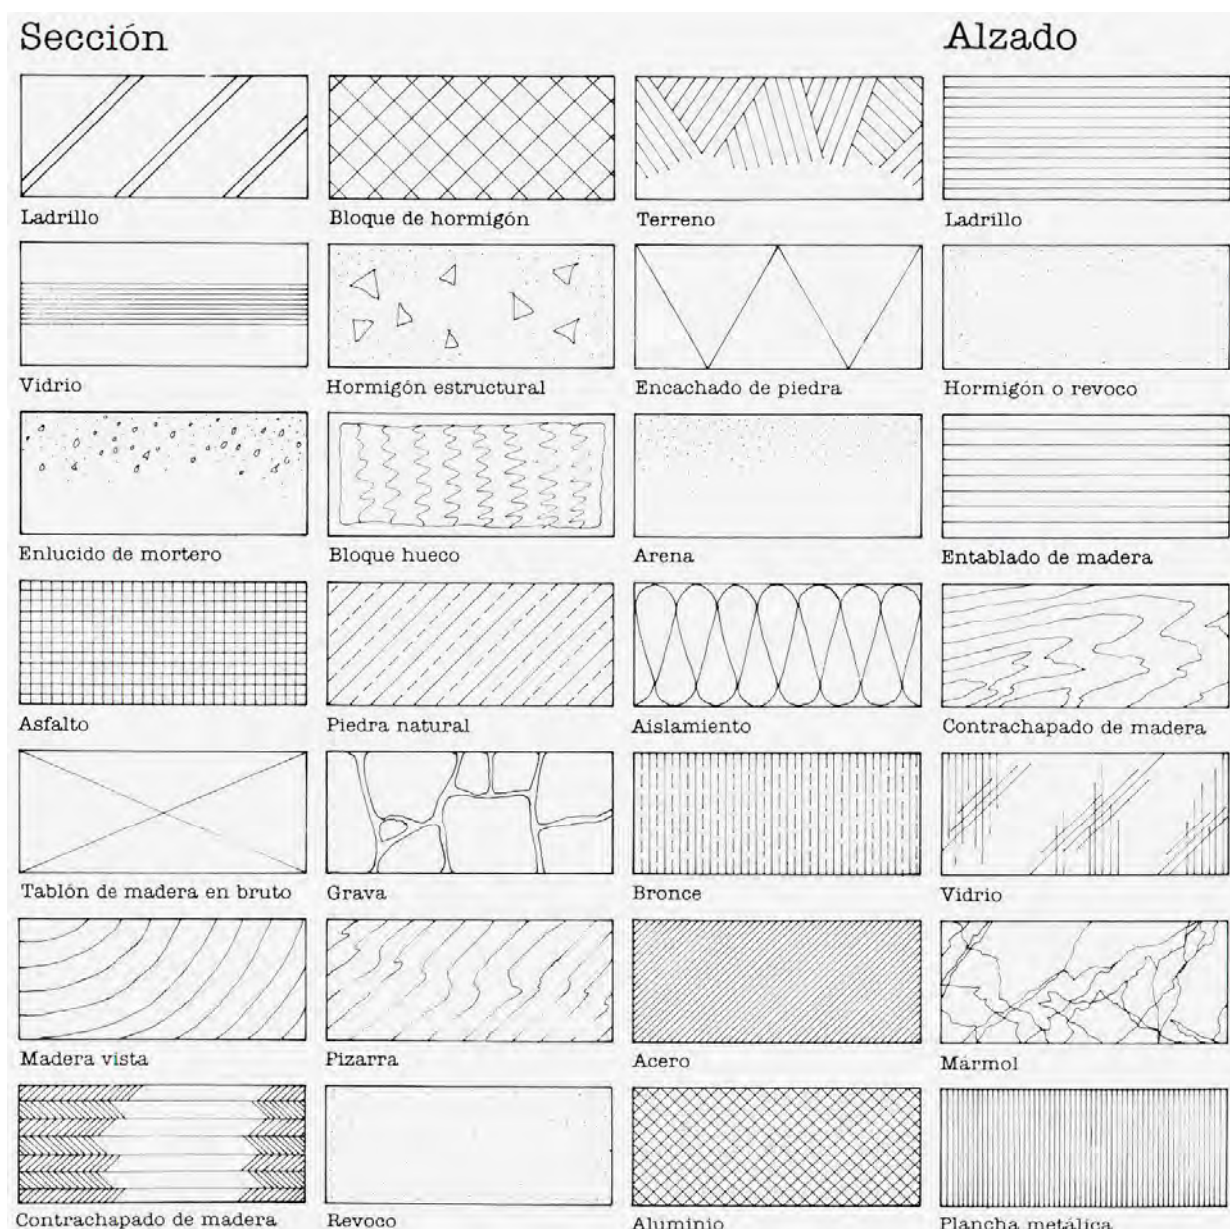 Sección
Alzado
Ladrillo
Bloque de hormigón
Terreno
Ladrillo
Vidrio
Hormigón estructural
Encachado de piedra
Hormigón o revoco
Enlucido de mortero
Bloque hueco
Arena
Entablado de madera
Asfalto
Piedra natural
Aislamiento
Contrachapado de madera
Tablón de madera en bruto
Grava
Bronce
Vidrio
Madera vista
Pizarra
Acero
Mármol
Contrachapado de madera
Revoco
Aluminio
Plancha metálica